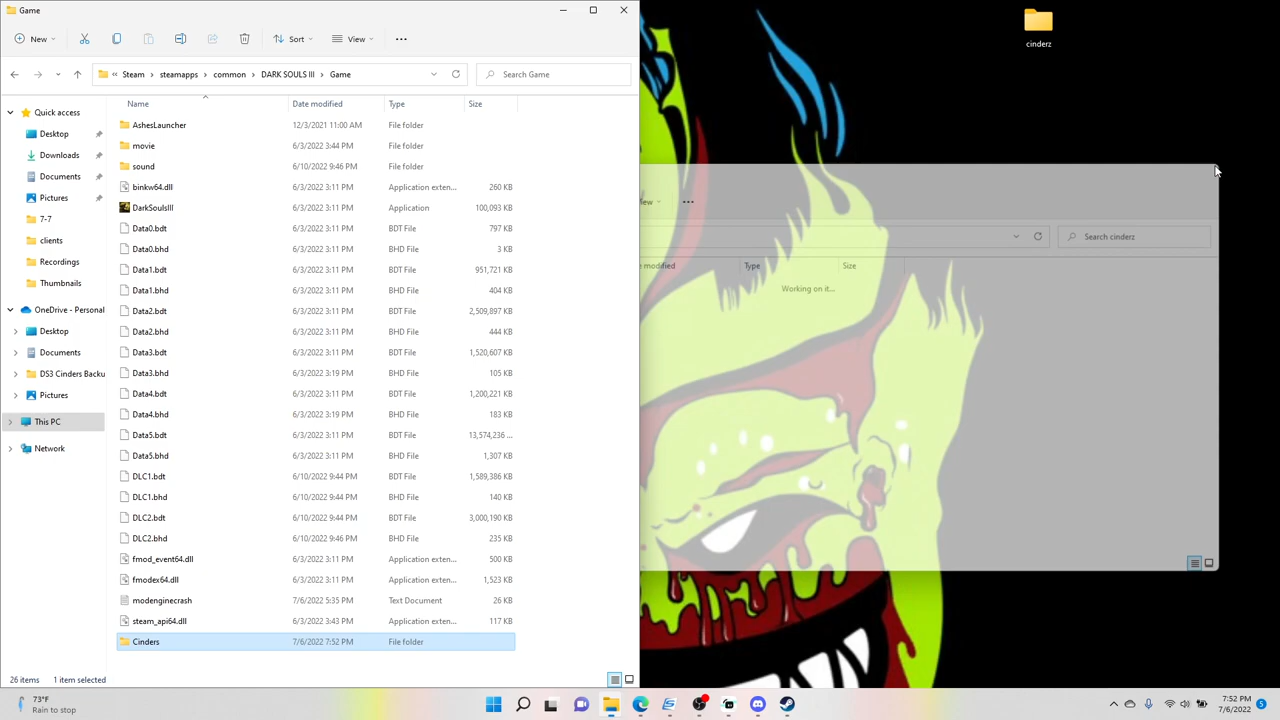 Game
New
Sort
View
Steam > steamapps > common > DARK SOULS III > Game
Search Game
Name Date modified Type Size
Quick access
Desktop
Downloads
Documents
Pictures
7-7
clients
Recordings
Thumbnails
OneDrive - Personal
Desktop
Documents
DS3 Cinders Backu
Pictures
This PC
Network
AshesLauncher 12/3/2021 11:00 AM File folder
movie 6/3/2022 3:44 PM File folder
sound 6/10/2022 9:46 PM File folder
binkw64.dll 6/3/2022 3:11 PM Application exten... 260 KB
DarkSoulsIII 6/3/2022 3:11 PM Application 100,093 KB
Data0.bdt 6/3/2022 3:11 PM BDT File 797 KB
Data0.bhd 6/3/2022 3:11 PM BHD File 3 KB
Data1.bdt 6/3/2022 3:11 PM BDT File 951,721 KB
Data1.bhd 6/3/2022 3:11 PM BHD File 404 KB
Data2.bdt 6/3/2022 3:11 PM BDT File 2,509,897 KB
Data2.bhd 6/3/2022 3:11 PM BHD File 444 KB
Data3.bdt 6/3/2022 3:11 PM BDT File 1,520,607 KB
Data3.bhd 6/3/2022 3:19 PM BHD File 105 KB
Data4.bdt 6/3/2022 3:11 PM BDT File 1,200,221 KB
Data4.bhd 6/3/2022 3:19 PM BHD File 183 KB
Data5.bdt 6/3/2022 3:11 PM BDT File 13,574,236 ...
Data5.bhd 6/3/2022 3:11 PM BHD File 1,307 KB
DLC1.bdt 6/10/2022 9:44 PM BDT File 1,589,386 KB
DLC1.bhd 6/10/2022 9:44 PM BHD File 140 KB
DLC2.bdt 6/10/2022 9:44 PM BDT File 3,000,190 KB
DLC2.bhd 6/10/2022 9:46 PM BHD File 235 KB
fmod_event64.dll 6/3/2022 3:11 PM Application exten... 500 KB
fmodex64.dll 6/3/2022 3:11 PM Application exten... 1,523 KB
modenginecrash 7/6/2022 5:35 PM Text Document 26 KB
steam_api64.dll 6/3/2022 3:43 PM Application exten... 117 KB
Cinders 7/6/2022 7:52 PM File folder
26 items 1 item selected
cinderz
iew
Search cinderz
e modified Type Size
Working on it...
73°F
Rain to stop
7:52 PM
7/6/2022
5